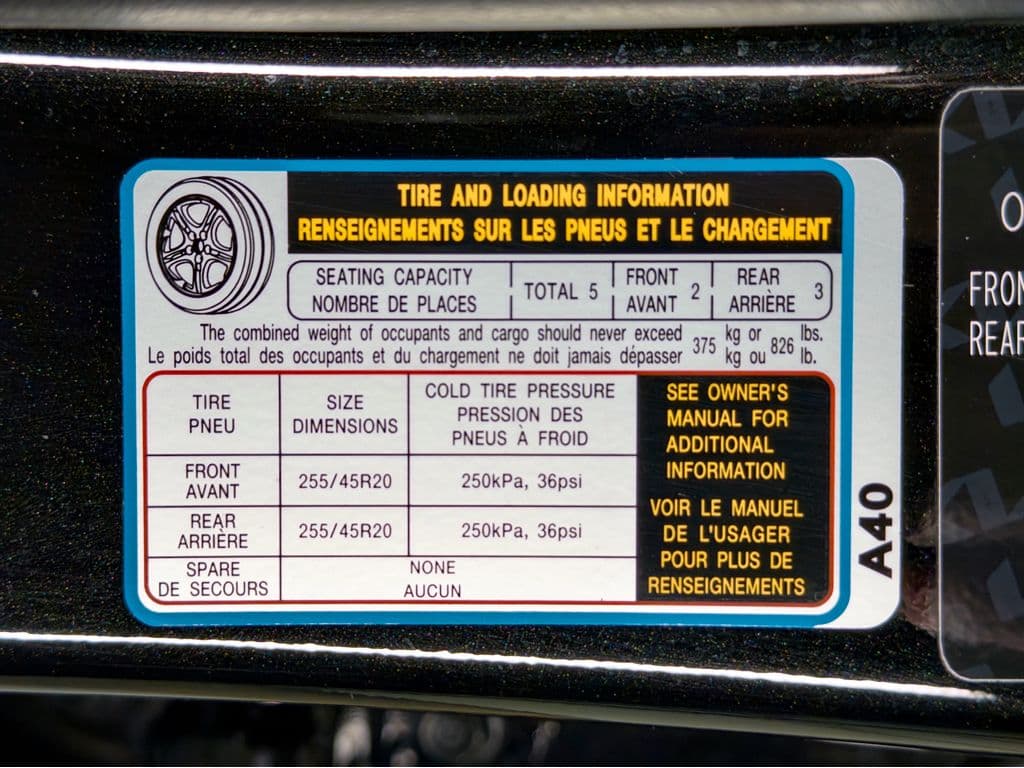 TIRE AND LOADING INFORMATION
RENSEIGNEMENTS SUR LES PNEUS ET LE CHARGEMENT
SEATING CAPACITY
NOMBRE DE PLACES
TOTAL 5
FRONT
AVANT
2
REAR
ARRIÈRE
3
The combined weight of occupants and cargo should never exceed
Le poids total des occupants et du chargement ne doit jamais dépasser
375
kg or
kg ou
826
lbs.
lb.
TIRE
PNEU
SIZE
DIMENSIONS
COLD TIRE PRESSURE
PRESSION DES
PNEUS À FROID
FRONT
AVANT
255/45R20
250kPa, 36psi
REAR
ARRIÈRE
255/45R20
250kPa, 36psi
SPARE
DE SECOURS
NONE
AUCUN
SEE OWNER'S
MANUAL FOR
ADDITIONAL
INFORMATION
VOIR LE MANUEL
DE L'USAGER
POUR PLUS DE
RENSEIGNEMENTS
A40
REAR